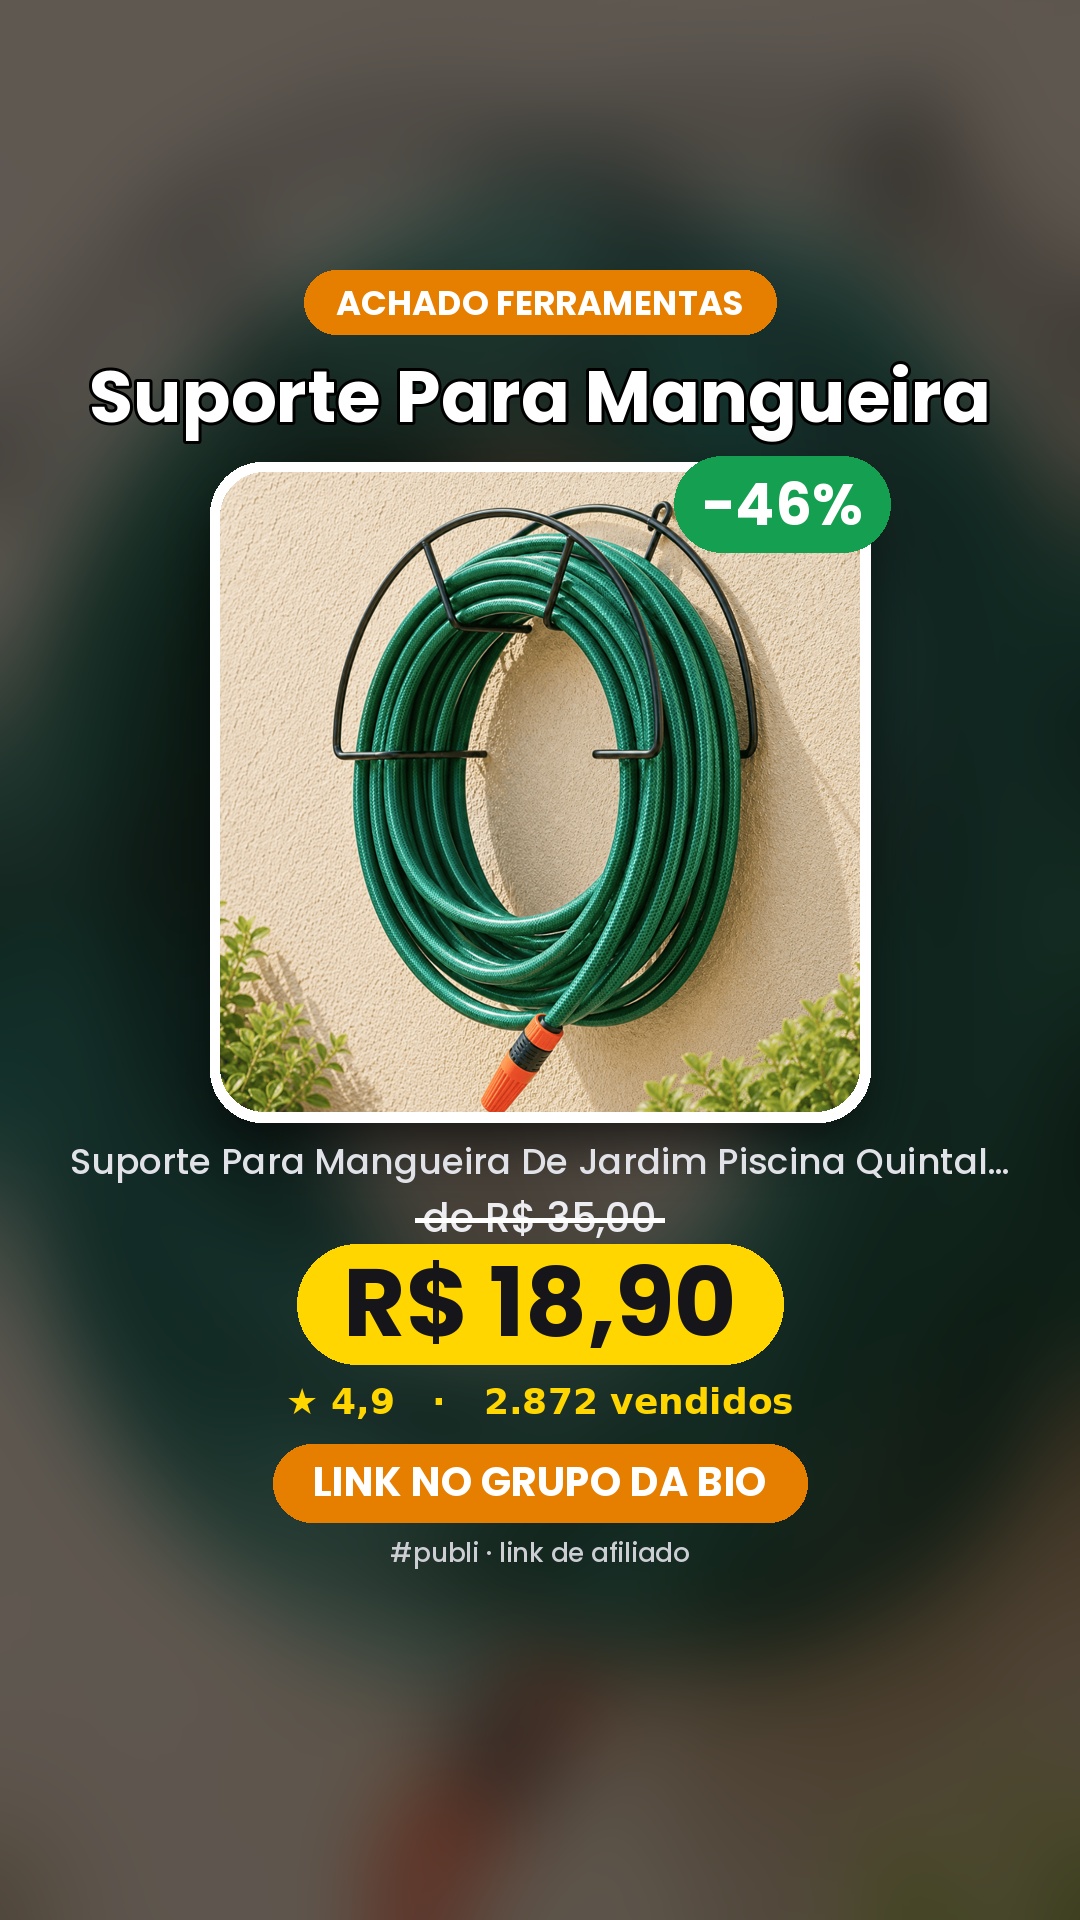 ACHADO FERRAMENTAS
Suporte Para Mangueira
-46%
Suporte Para Mangueira De Jardim Piscina Quintal...
de R$ 35,00
R$ 18,90
★ 4,9 · 2.872 vendidos
LINK NO GRUPO DA BIO
#publi · link de afiliado